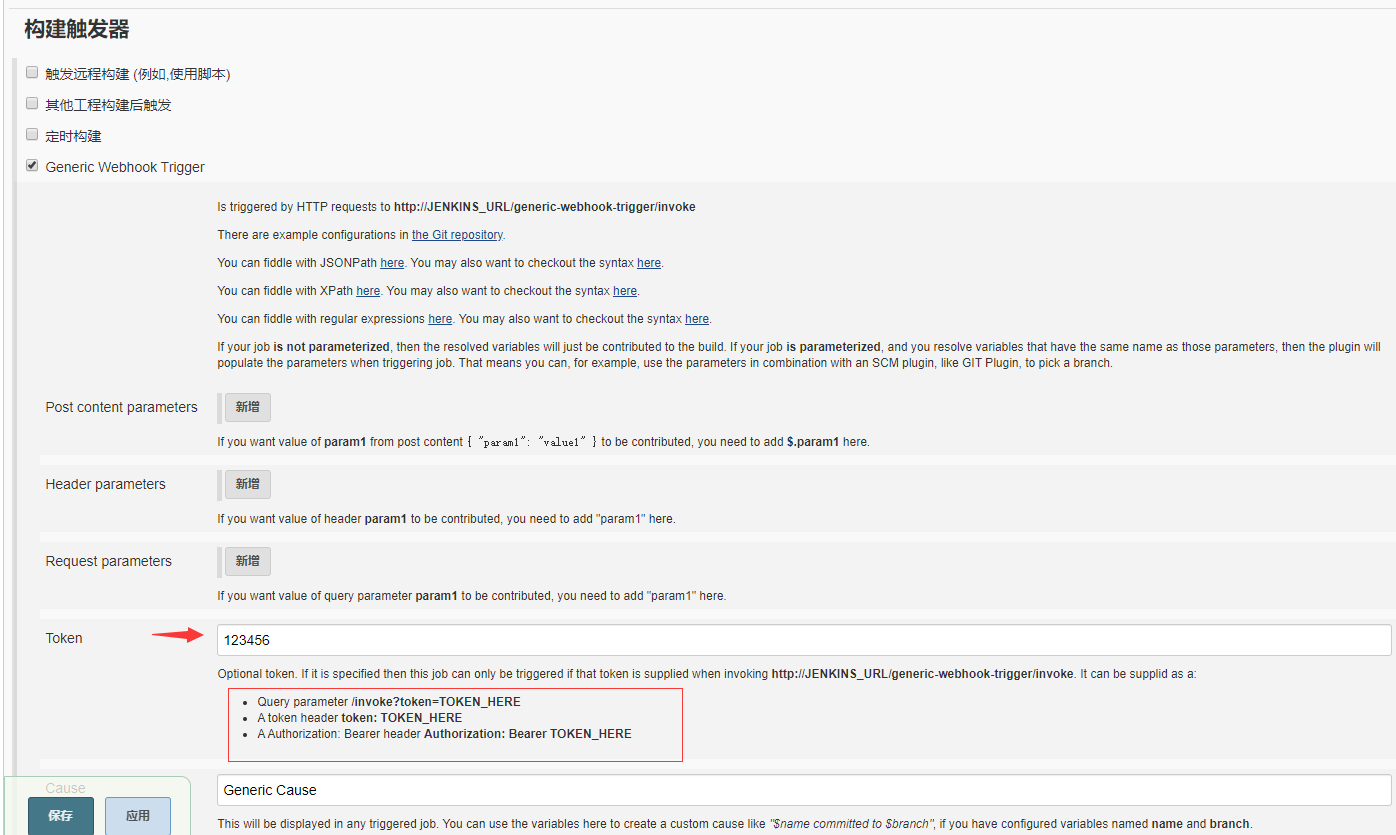 构建触发器
触发远程构建 (例如,使用脚本)
其他工程构建后触发
定时构建
Generic Webhook Trigger
Is triggered by HTTP requests to http://JENKINS_URL/generic-webhook-trigger/invoke
There are example configurations in the Git repository.
You can fiddle with JSONPath here. You may also want to checkout the syntax here.
You can fiddle with XPath here. You may also want to checkout the syntax here.
You can fiddle with regular expressions here. You may also want to checkout the syntax here.
If your job is not parameterized, then the resolved variables will just be contributed to the build. If your job is parameterized, and you resolve variables that have the same name as those parameters, then the plugin will
populate the parameters when triggering job. That means you can, for example, use the parameters in combination with an SCM plugin, like GIT Plugin, to pick a branch.
Post content parameters 新增
If you want value of param1 from post content { "param1": "value1" } to be contributed, you need to add $.param1 here.
Header parameters 新增
If you want value of header param1 to be contributed, you need to add "param1" here.
Request parameters 新增
If you want value of query parameter param1 to be contributed, you need to add "param1" here.
Token 123456
Optional token. If it is specified then this job can only be triggered if that token is supplied when invoking http://JENKINS_URL/generic-webhook-trigger/invoke. It can be supplid as a:
• Query parameter /invoke?token=TOKEN_HERE
• A token header token: TOKEN_HERE
• A Authorization: Bearer header Authorization: Bearer TOKEN_HERE
Cause Generic Cause
保存 应用
This will be displayed in any triggered job. You can use the variables here to create a custom cause like "$name committed to $branch", if you have configured variables named name and branch.